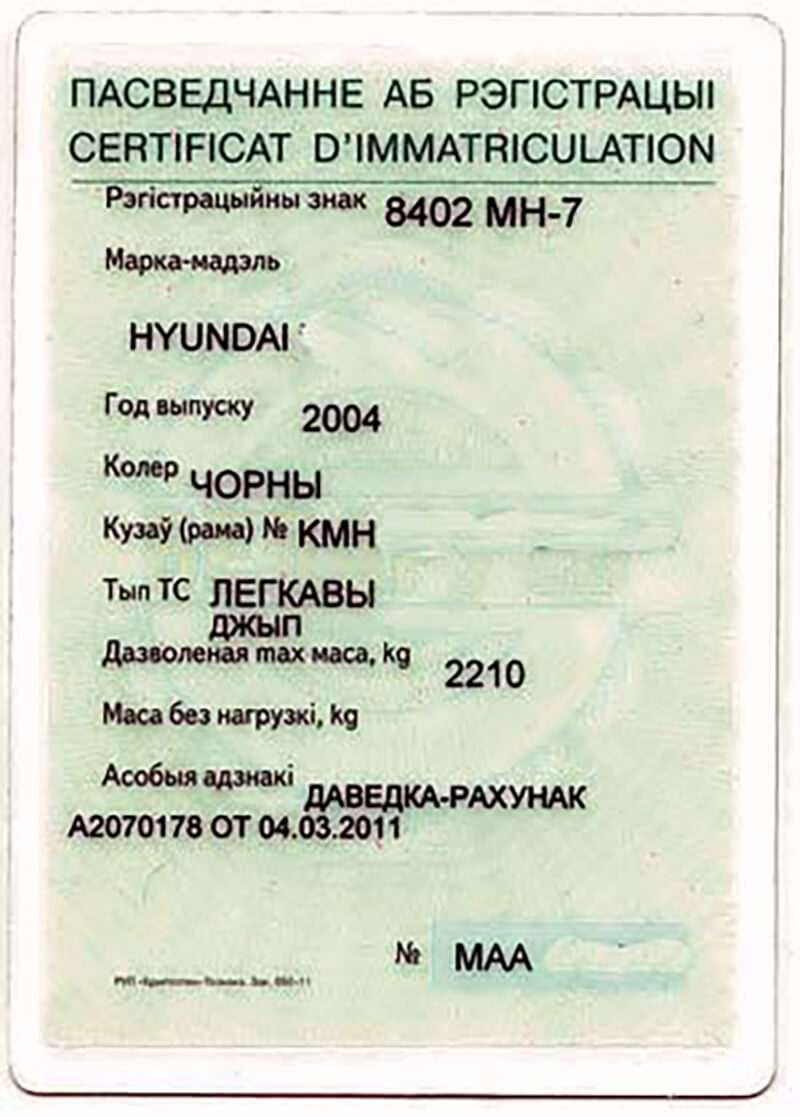 ПАСВЕДЧАННЕ АБ РЭГІСТРАЦЫІ
CERTIFICAT D'IMMATRICULATION
Рэгістрацыйны знак 8402 МН-7
Марка-мадэль
HYUNDAI
Год выпуску 2004
Колер ЧОРНЫ
Кузаў (рама) № KMH
Тып ТС ЛЕГКАВЫ
ДЖЫП
Дазволеная max маса, kg 2210
Маса без нагрузкі, kg
Асобыя адзнакі ДАВЕДКА-РАХУНАК
А2070178 ОТ 04.03.2011
№ МАА
РУП